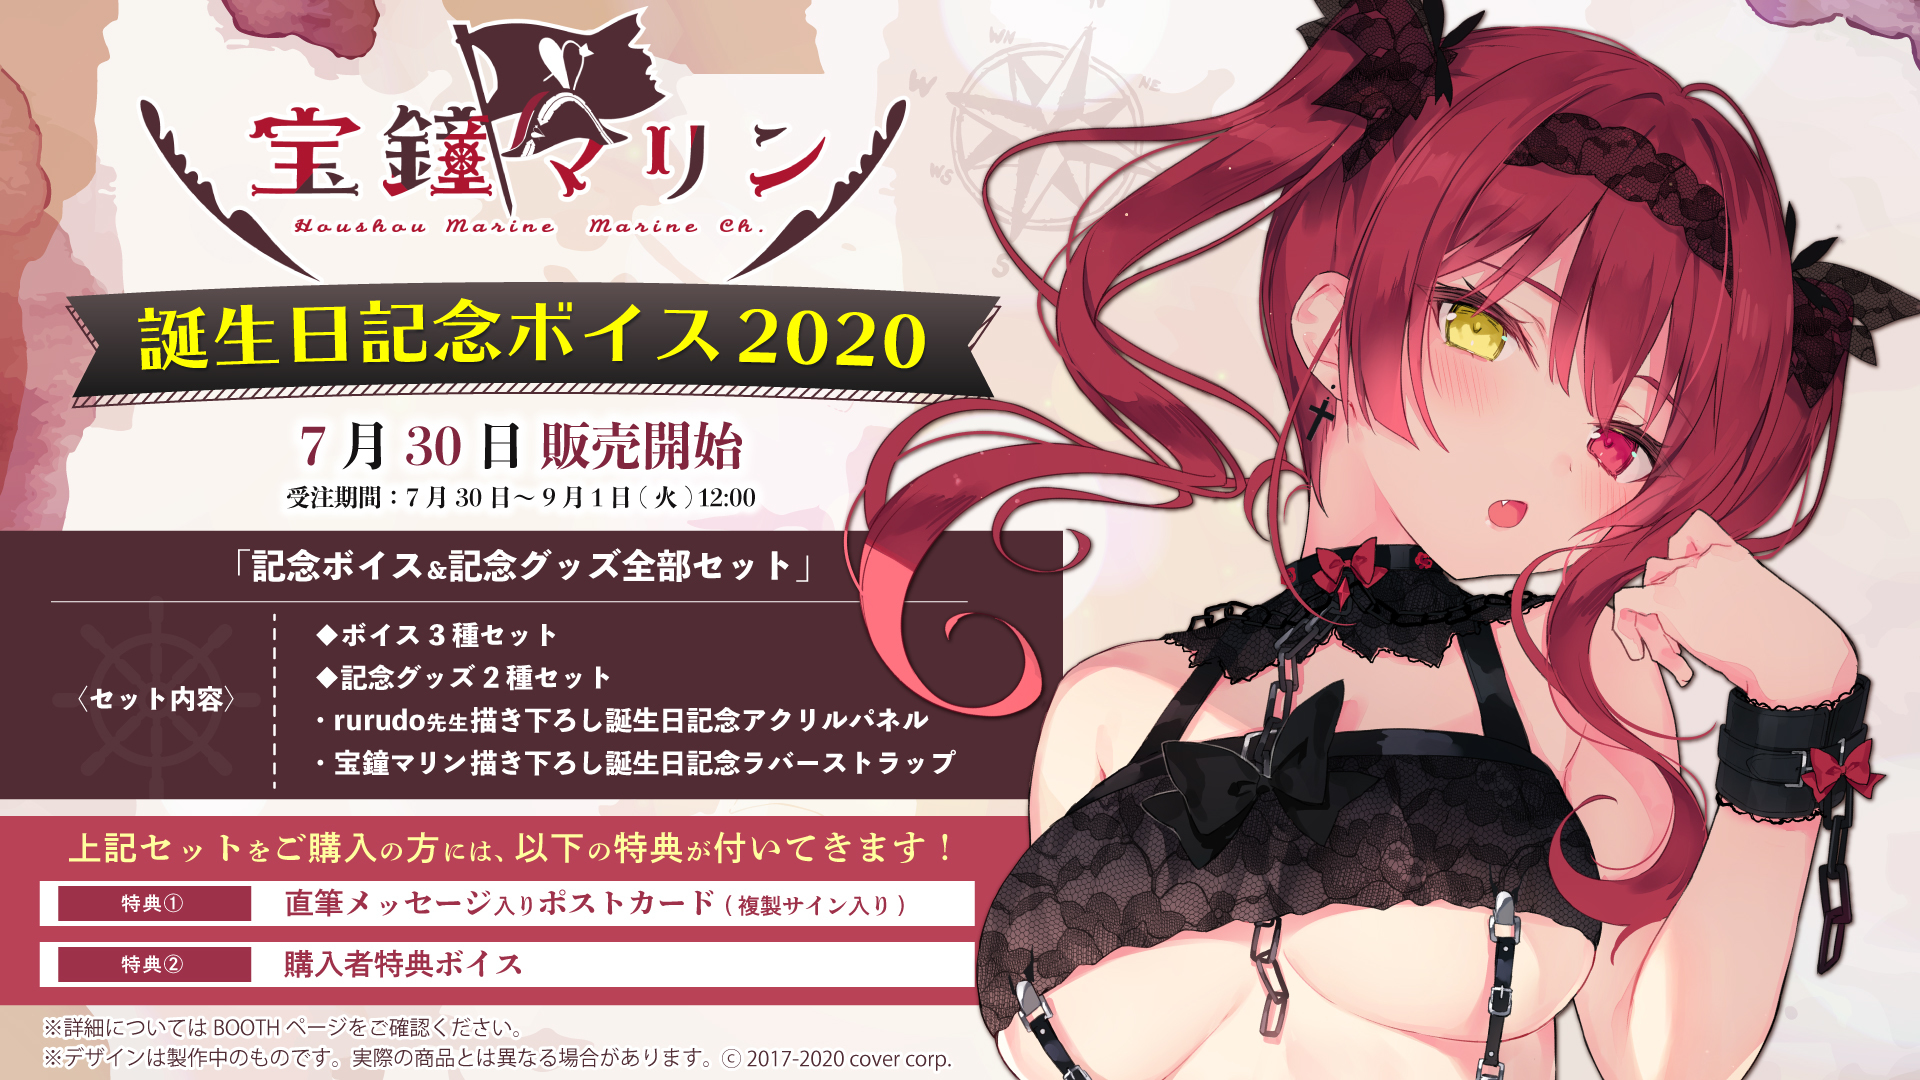 宝鐘マリン
Houshou Marine Marine Ch.
誕生日記念ボイス2020
7月30日 販売開始
受注期間：7月30日～9月1日(火)12:00
「記念ボイス&記念グッズ全部セット」
〈セット内容〉
◆ボイス3種セット
◆記念グッズ2種セット
・rurudo先生描き下ろし誕生日記念アクリルパネル
・宝鐘マリン描き下ろし誕生日記念ラバーストラップ
上記セットをご購入の方には、以下の特典が付いてきます！
特典① 直筆メッセージ入りポストカード(複製サイン入り)
特典② 購入者特典ボイス
※詳細についてはBOOTHページをご確認ください。
※デザインは製作中のものです。実際の商品とは異なる場合があります。© 2017-2020 cover corp.
WN
W
NE
WS
S